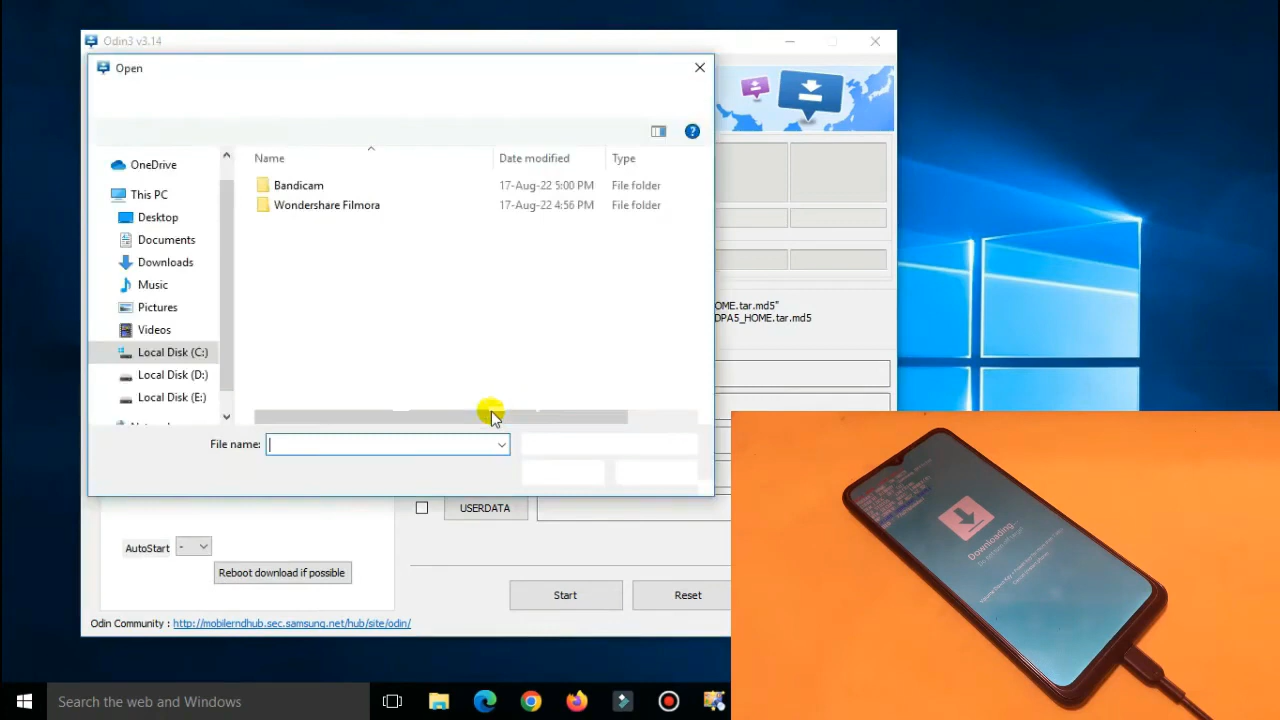 Odin3 v3.14
Open
Name
Date modified
Type
OneDrive
This PC
Desktop
Documents
Downloads
Music
Pictures
Videos
Local Disk (C:)
Local Disk (D:)
Local Disk (E:)
Bandicam
17-Aug-22 5:00 PM
File folder
Wondershare Filmora
17-Aug-22 4:56 PM
File folder
File name:
OME.tar.md5"
DPA5_HOME.tar.md5
USERDATA
AutoStart
-
Reboot download if possible
Start
Reset
Odin Community : http://mobilerndhub.sec.samsung.net/hub/site/odin/
Search the web and Windows
Downloading...